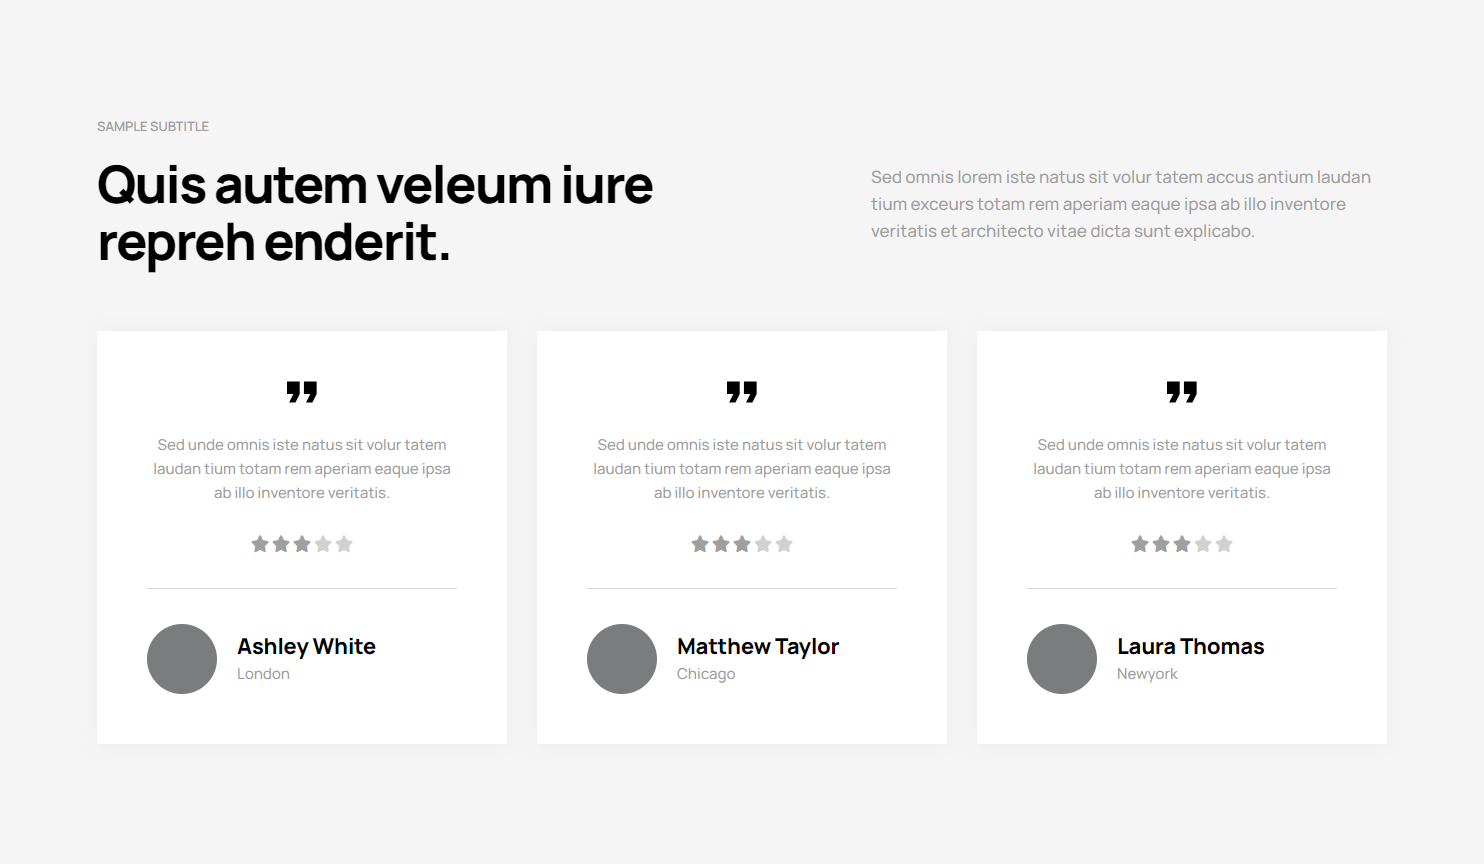 SAMPLE SUBTITLE
Quis autem veleum iure
repreh enderit.
Sed omnis lorem iste natus sit volur tatem accus antium laudan
tium exceurs totam rem aperiam eaque ipsa ab illo inventore
veritatis et architecto vitae dicta sunt explicabo.
Sed unde omnis iste natus sit volur tatem
laudan tium totam rem aperiam eaque ipsa
ab illo inventore veritatis.
Ashley White
London
Sed unde omnis iste natus sit volur tatem
laudan tium totam rem aperiam eaque ipsa
ab illo inventore veritatis.
Matthew Taylor
Chicago
Sed unde omnis iste natus sit volur tatem
laudan tium totam rem aperiam eaque ipsa
ab illo inventore veritatis.
Laura Thomas
Newyork